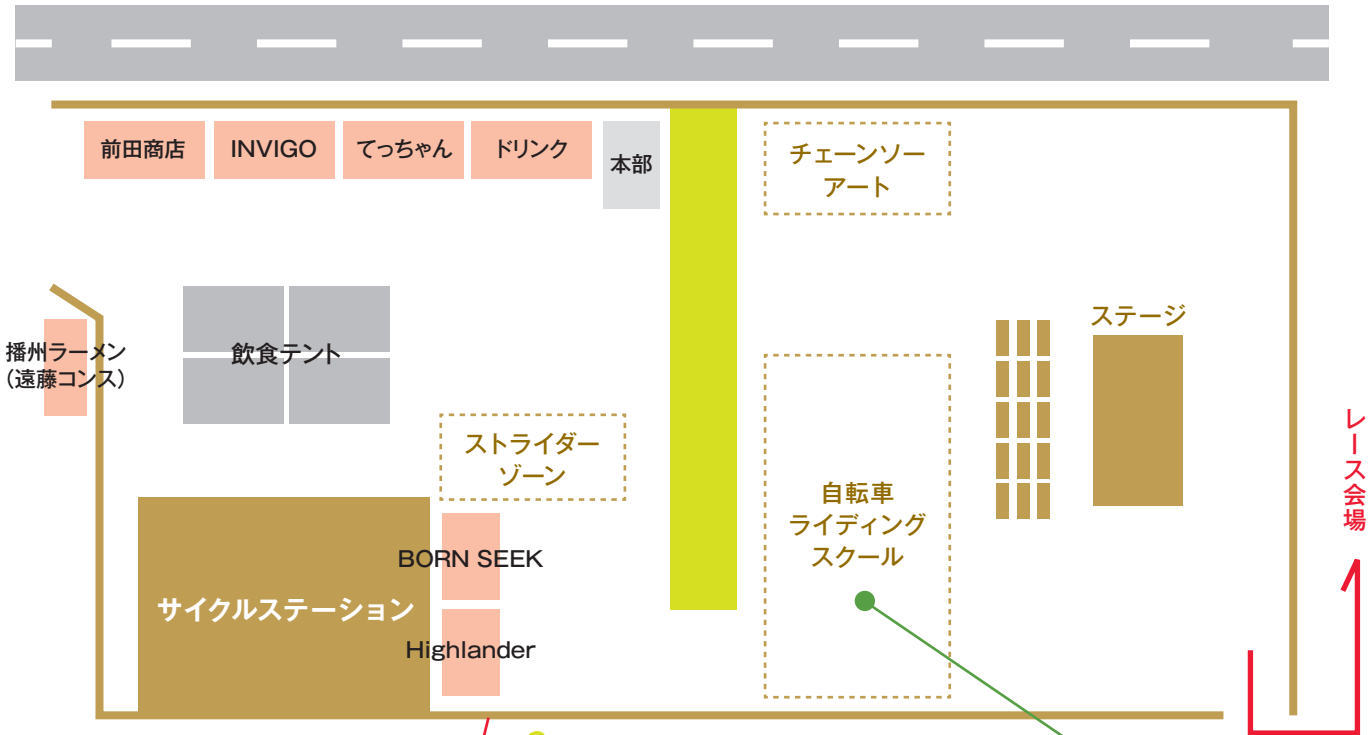 前田商店
INVIGO
てっちゃん
ドリンク
本部
チェーンソー
アート
播州ラーメン
（遠藤コンス）
飲食テント
ストライダー
ゾーン
ステージ
自転車
ライディング
スクール
レース会場
BORN SEEK
サイクルステーション
Highlander